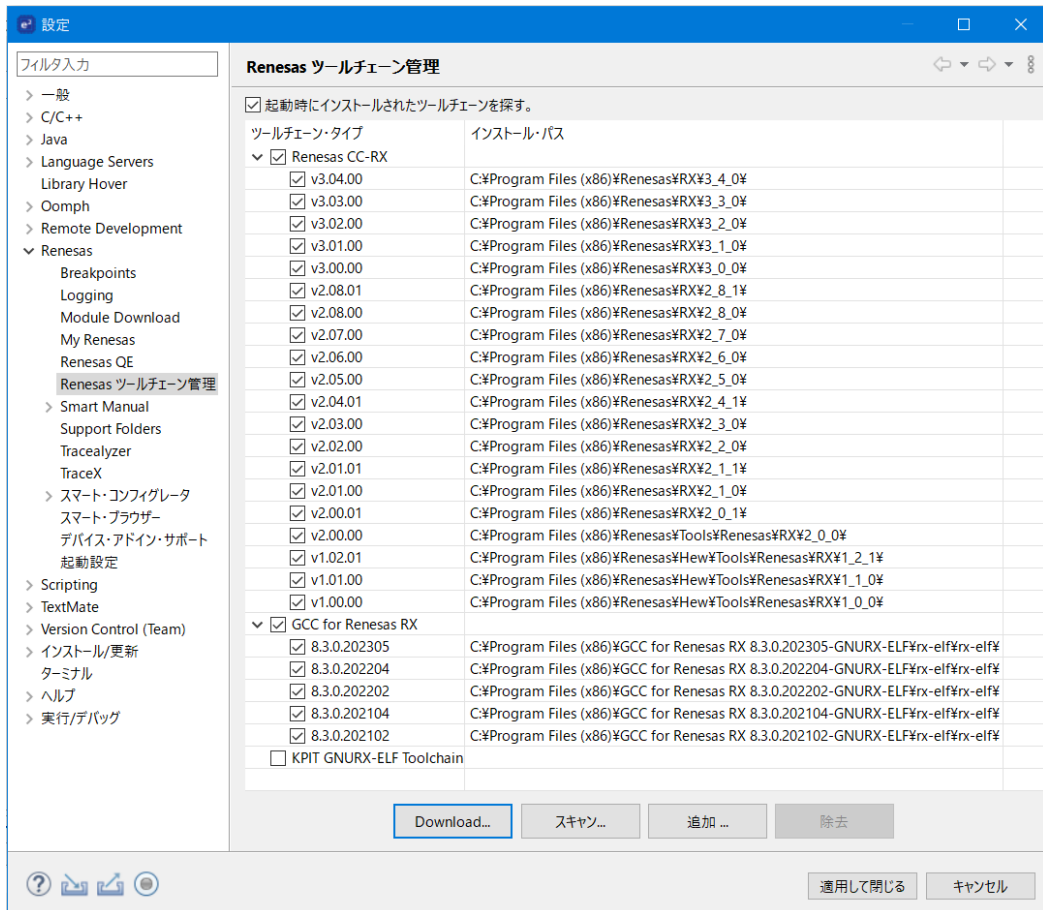 e² 設定
フィルタ入力
一般
C/C++
Java
Language Servers
Library Hover
Oomph
Remote Development
Renesas
Breakpoints
Logging
Module Download
My Renesas
Renesas QE
Renesas ツールチェーン管理
Smart Manual
Support Folders
Tracealyzer
TraceX
スマート・コンフィグレータ
スマート・ブラウザー
デバイス・アドイン・サポート
起動設定
Scripting
TextMate
Version Control (Team)
インストール/更新
ターミナル
ヘルプ
実行/デバッグ
Renesas ツールチェーン管理
起動時にインストールされたツールチェーンを探す。
ツールチェーン・タイプ インストール・パス
Renesas CC-RX
v3.04.00 C:¥Program Files (x86)¥Renesas¥RX¥3_4_0¥
v3.03.00 C:¥Program Files (x86)¥Renesas¥RX¥3_3_0¥
v3.02.00 C:¥Program Files (x86)¥Renesas¥RX¥3_2_0¥
v3.01.00 C:¥Program Files (x86)¥Renesas¥RX¥3_1_0¥
v3.00.00 C:¥Program Files (x86)¥Renesas¥RX¥3_0_0¥
v2.08.01 C:¥Program Files (x86)¥Renesas¥RX¥2_8_1¥
v2.08.00 C:¥Program Files (x86)¥Renesas¥RX¥2_8_0¥
v2.07.00 C:¥Program Files (x86)¥Renesas¥RX¥2_7_0¥
v2.06.00 C:¥Program Files (x86)¥Renesas¥RX¥2_6_0¥
v2.05.00 C:¥Program Files (x86)¥Renesas¥RX¥2_5_0¥
v2.04.01 C:¥Program Files (x86)¥Renesas¥RX¥2_4_1¥
v2.03.00 C:¥Program Files (x86)¥Renesas¥RX¥2_3_0¥
v2.02.00 C:¥Program Files (x86)¥Renesas¥RX¥2_2_0¥
v2.01.01 C:¥Program Files (x86)¥Renesas¥RX¥2_1_1¥
v2.01.00 C:¥Program Files (x86)¥Renesas¥RX¥2_1_0¥
v2.00.01 C:¥Program Files (x86)¥Renesas¥RX¥2_0_1¥
v2.00.00 C:¥Program Files (x86)¥Renesas¥Tools¥Renesas¥RX¥2_0_0¥
v1.02.01 C:¥Program Files (x86)¥Renesas¥Hew¥Tools¥Renesas¥RX¥1_2_1¥
v1.01.00 C:¥Program Files (x86)¥Renesas¥Hew¥Tools¥Renesas¥RX¥1_1_0¥
v1.00.00 C:¥Program Files (x86)¥Renesas¥Hew¥Tools¥Renesas¥RX¥1_0_0¥
GCC for Renesas RX
8.3.0.202305 C:¥Program Files (x86)¥GCC for Renesas RX 8.3.0.202305-GNURX-ELF¥rx-elf¥rx-elf¥
8.3.0.202204 C:¥Program Files (x86)¥GCC for Renesas RX 8.3.0.202204-GNURX-ELF¥rx-elf¥rx-elf¥
8.3.0.202202 C:¥Program Files (x86)¥GCC for Renesas RX 8.3.0.202202-GNURX-ELF¥rx-elf¥rx-elf¥
8.3.0.202104 C:¥Program Files (x86)¥GCC for Renesas RX 8.3.0.202104-GNURX-ELF¥rx-elf¥rx-elf¥
8.3.0.202102 C:¥Program Files (x86)¥GCC for Renesas RX 8.3.0.202102-GNURX-ELF¥rx-elf¥rx-elf¥
KPIT GNURX-ELF Toolchain
Download... スキャン... 追加 ... 除去
? 適用して閉じる キャンセル